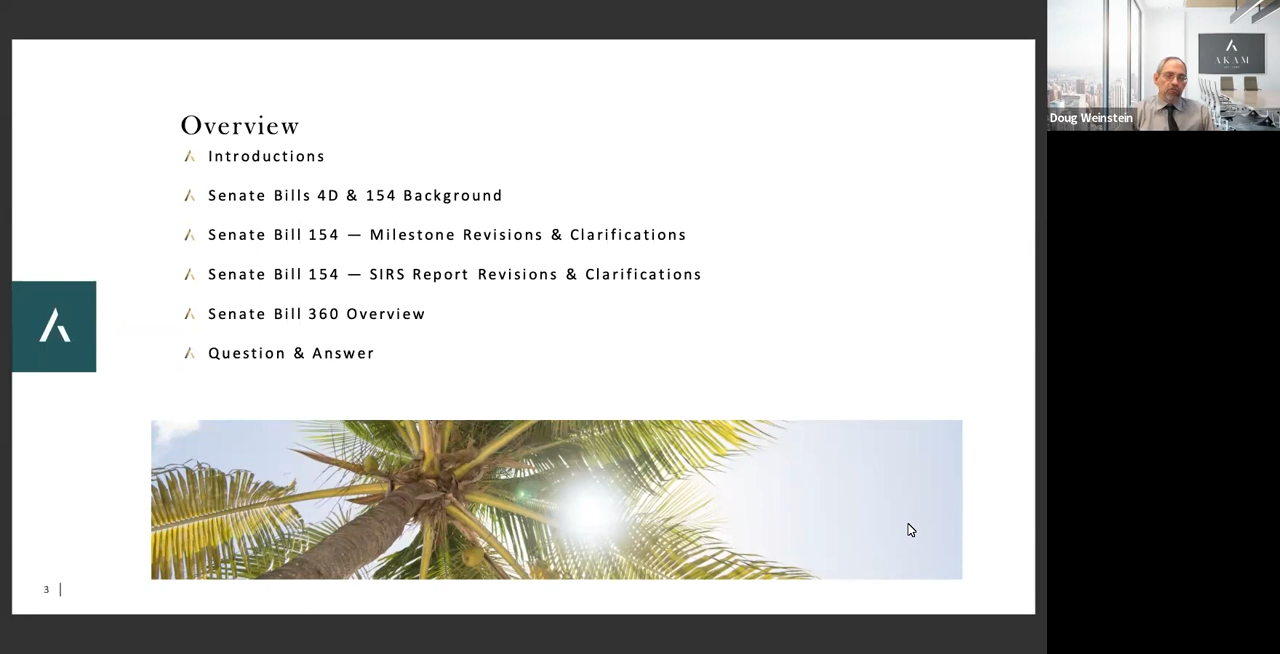 Overview
Introductions
Senate Bills 4D & 154 Background
Senate Bill 154 — Milestone Revisions & Clarifications
Senate Bill 154 — SIRS Report Revisions & Clarifications
Senate Bill 360 Overview
Question & Answer
3
AKAM
Doug Weinstein